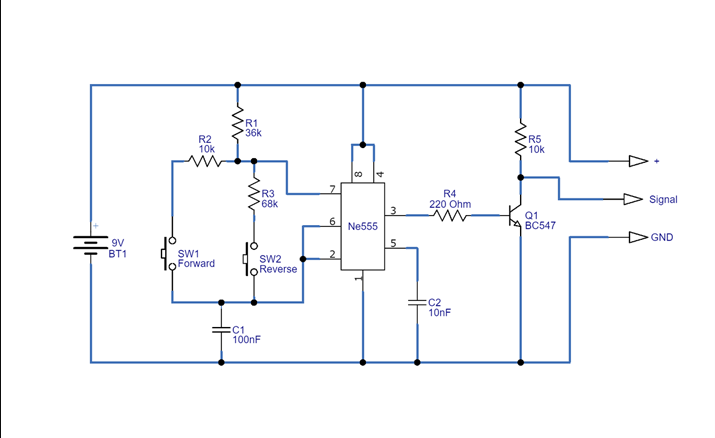 R1
36k
R2
10k
R3
68k
R5
10k
+
8
4
7
3
R4
220 Ohm
Signal
Q1
BC547
6
Ne555
+
9V
BT1
SW1
Forward
SW2
Reverse
2
5
GND
1
C1
100nF
C2
10nF